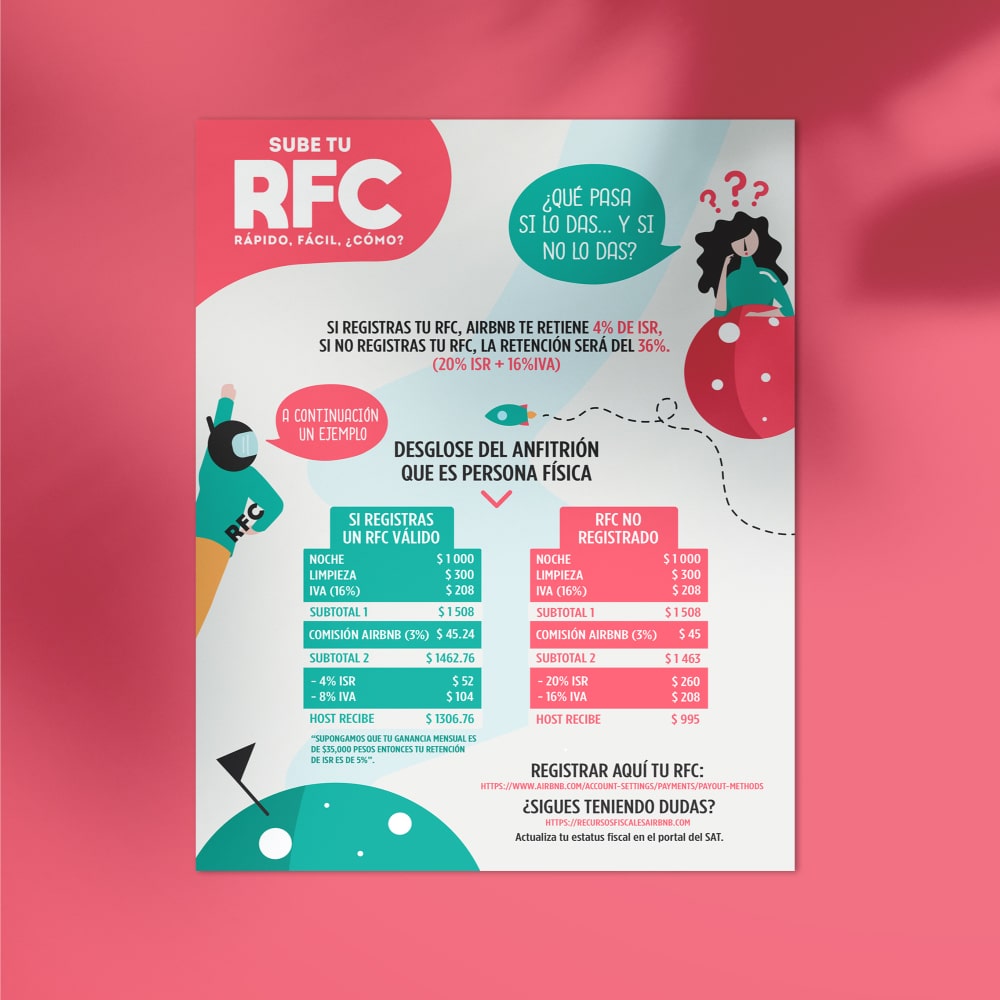 SUBE TU
RFC
RÁPIDO, FÁCIL, ¿CÓMO?
¿QUÉ PASA
SI LO DAS... Y SI
NO LO DAS?
???
SI REGISTRAS TU RFC, AIRBNB TE RETIENE 4% DE ISR,
SI NO REGISTRAS TU RFC, LA RETENCIÓN SERÁ DEL 36%.
(20% ISR + 16%IVA)
A CONTINUACIÓN
UN EJEMPLO
RFC
DESGLOSE DEL ANFITRIÓN
QUE ES PERSONA FÍSICA
SI REGISTRAS
UN RFC VÁLIDO
NOCHE $ 1 000
LIMPIEZA $ 300
IVA (16%) $ 208
SUBTOTAL 1 $ 1 508
COMISIÓN AIRBNB (3%) $ 45.24
SUBTOTAL 2 $ 1462.76
- 4% ISR $ 52
- 8% IVA $ 104
HOST RECIBE $ 1306.76
"SUPONGAMOS QUE TU GANANCIA MENSUAL ES
DE $35,000 PESOS ENTONCES TU RETENCIÓN
DE ISR ES DE 5%".
RFC NO
REGISTRADO
NOCHE $ 1 000
LIMPIEZA $ 300
IVA (16%) $ 208
SUBTOTAL 1 $ 1 508
COMISIÓN AIRBNB (3%) $ 45
SUBTOTAL 2 $ 1 463
- 20% ISR $ 260
- 16% IVA $ 208
HOST RECIBE $ 995
REGISTRAR AQUÍ TU RFC:
HTTPS://WWW.AIRBNB.COM/ACCOUNT-SETTINGS/PAYMENTS/PAYOUT-METHODS
¿SIGUES TENIENDO DUDAS?
HTTPS://RECURSOSFISCALESAIRBNB.COM
Actualiza tu estatus fiscal en el portal del SAT.